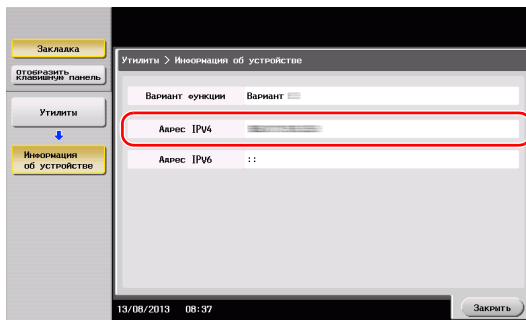 Закладка
Отобразить
клавишную панель
Утилиты
Информация
об устройстве
Утилиты > Информация об устройстве
Вариант функции Вариант
Адрес IPv4
Адрес IPv6 ::
13/08/2013 08:37
Закрыть